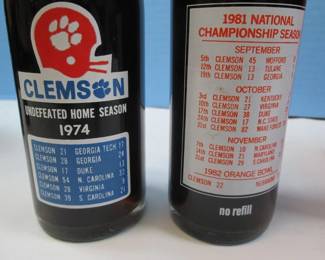 CLEMSON
UNDEFEATED HOME SEASON
1974
CLEMSON 21 GEORGIA TECH 17
CLEMSON 28 GEORGIA 24
CLEMSON 17 DUKE
CLEMSON 54 N. CAROLINA 32
CLEMSON 28 VIRGINIA 9
CLEMSON 39 S. CAROLINA 21
1981 NATIONAL
CHAMPIONSHIP SEASON
SEPTEMBER
5th CLEMSON 45 WOFFORD
12th CLEMSON 13 TULANE
19th CLEMSON 13 GEORGIA
OCTOBER
3rd CLEMSON 21 KENTUCKY
10th CLEMSON 27 VIRGINIA
17th CLEMSON 38 DUKE
24th CLEMSON 17 N.C. STATE
31st CLEMSON 82 WAKE FOREST
NOVEMBER
7th CLEMSON 10 N. CAROLINA
14th CLEMSON 21 MARYLAND
21st CLEMSON 29 S. CAROLINA
1982 ORANGE BOWL
CLEMSON 22 NEBRASKA
no refill